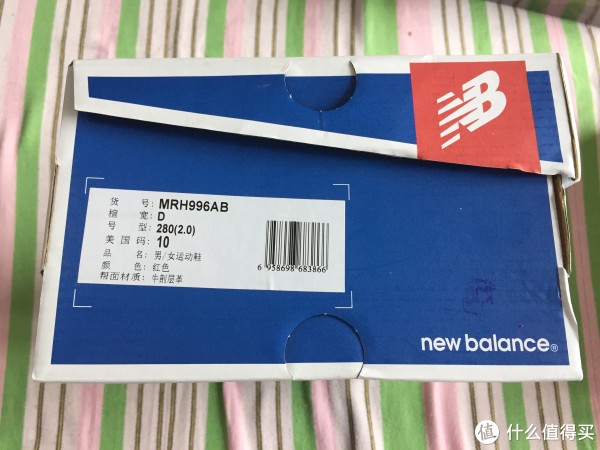 NB
货 号: MRH996AB
楦 宽: D
号 型: 280(2.0)
美 国 码: 10
品 名: 男/女运动鞋
颜 色: 红色
帮面材质: 牛剖层革
6 958698 683866
new balance®
值 什么值得买